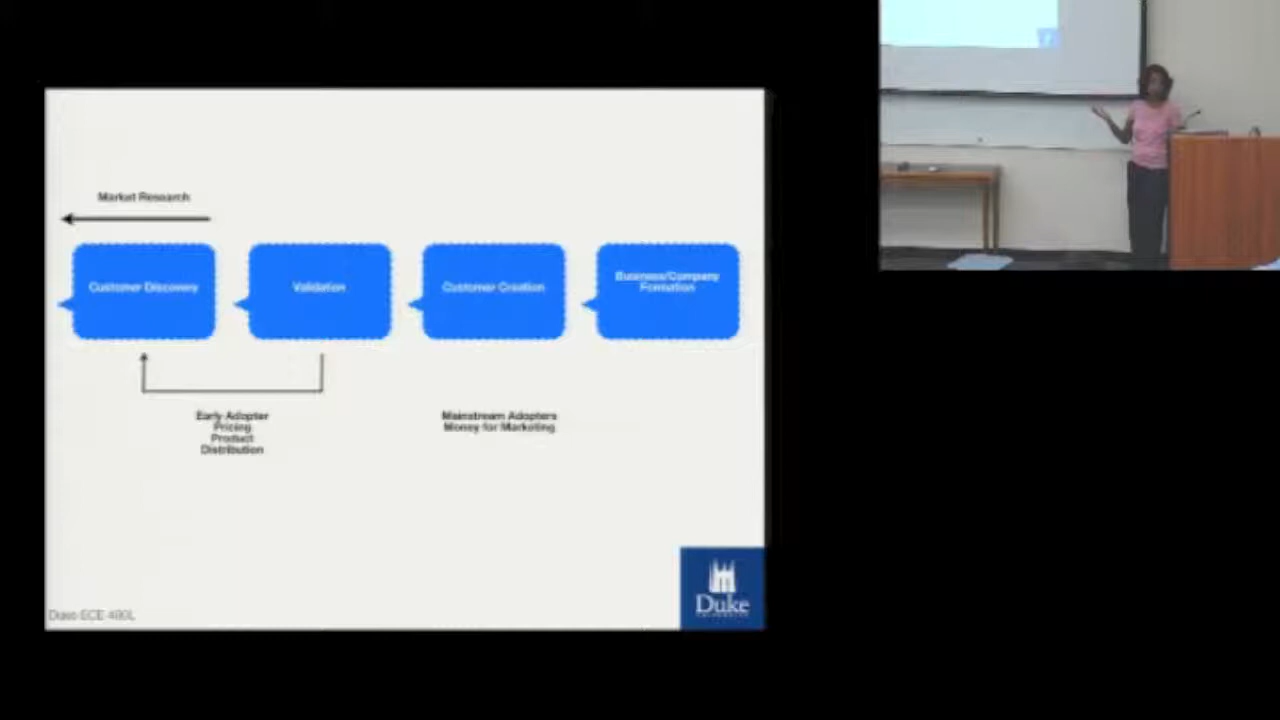 Market Research
Customer Discovery
Validation
Customer Creation
Business/Company
Formation
Early Adopter
Pricing
Product
Distribution
Mainstream Adopters
Money for Marketing
Duke
Duke ECE